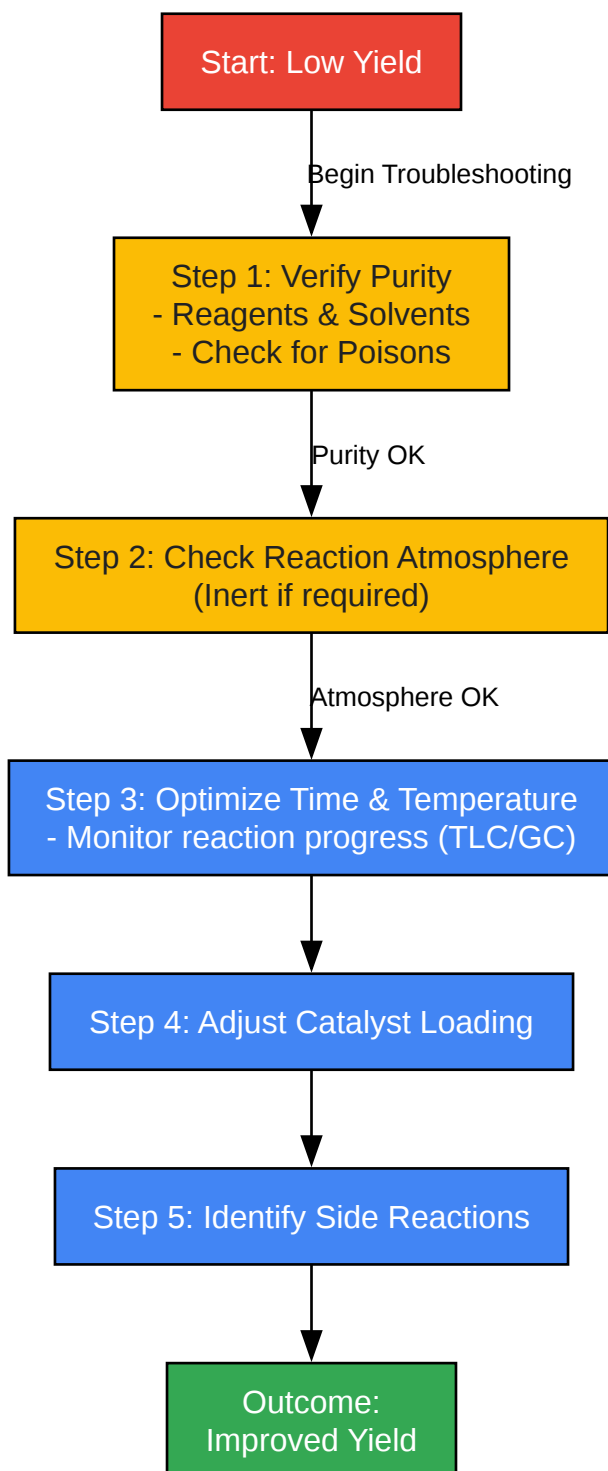 Start: Low Yield
Begin Troubleshooting
Step 1: Verify Purity
- Reagents & Solvents
- Check for Poisons
Purity OK
Step 2: Check Reaction Atmosphere
(Inert if required)
Atmosphere OK
Step 3: Optimize Time & Temperature
- Monitor reaction progress (TLC/GC)
Step 4: Adjust Catalyst Loading
Step 5: Identify Side Reactions
Outcome:
Improved Yield